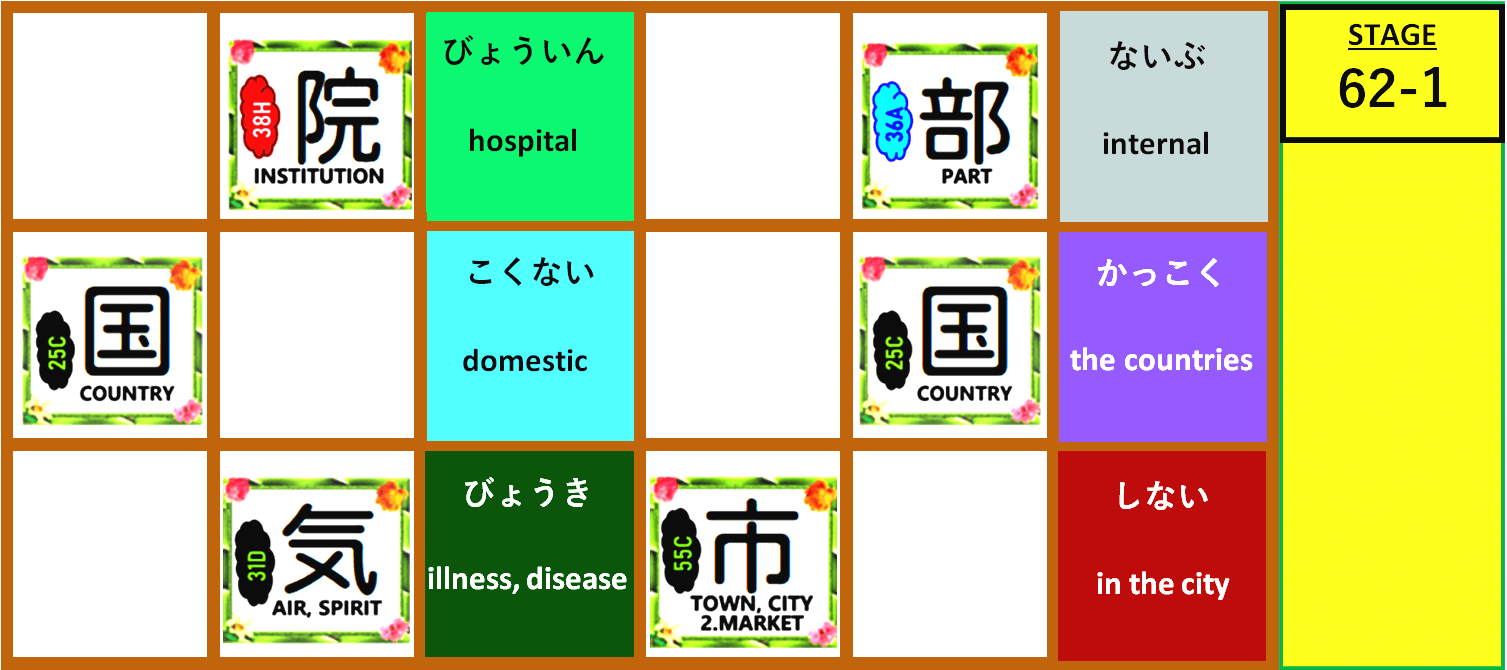 38H
院
INSTITUTION
びょういん
hospital
36A
部
PART
ないぶ
internal
STAGE
62-1
25C
国
COUNTRY
こくない
domestic
25C
国
COUNTRY
かっこく
the countries
31D
気
AIR, SPIRIT
びょうき
illness, disease
55C
市
TOWN, CITY
2.MARKET
しない
in the city